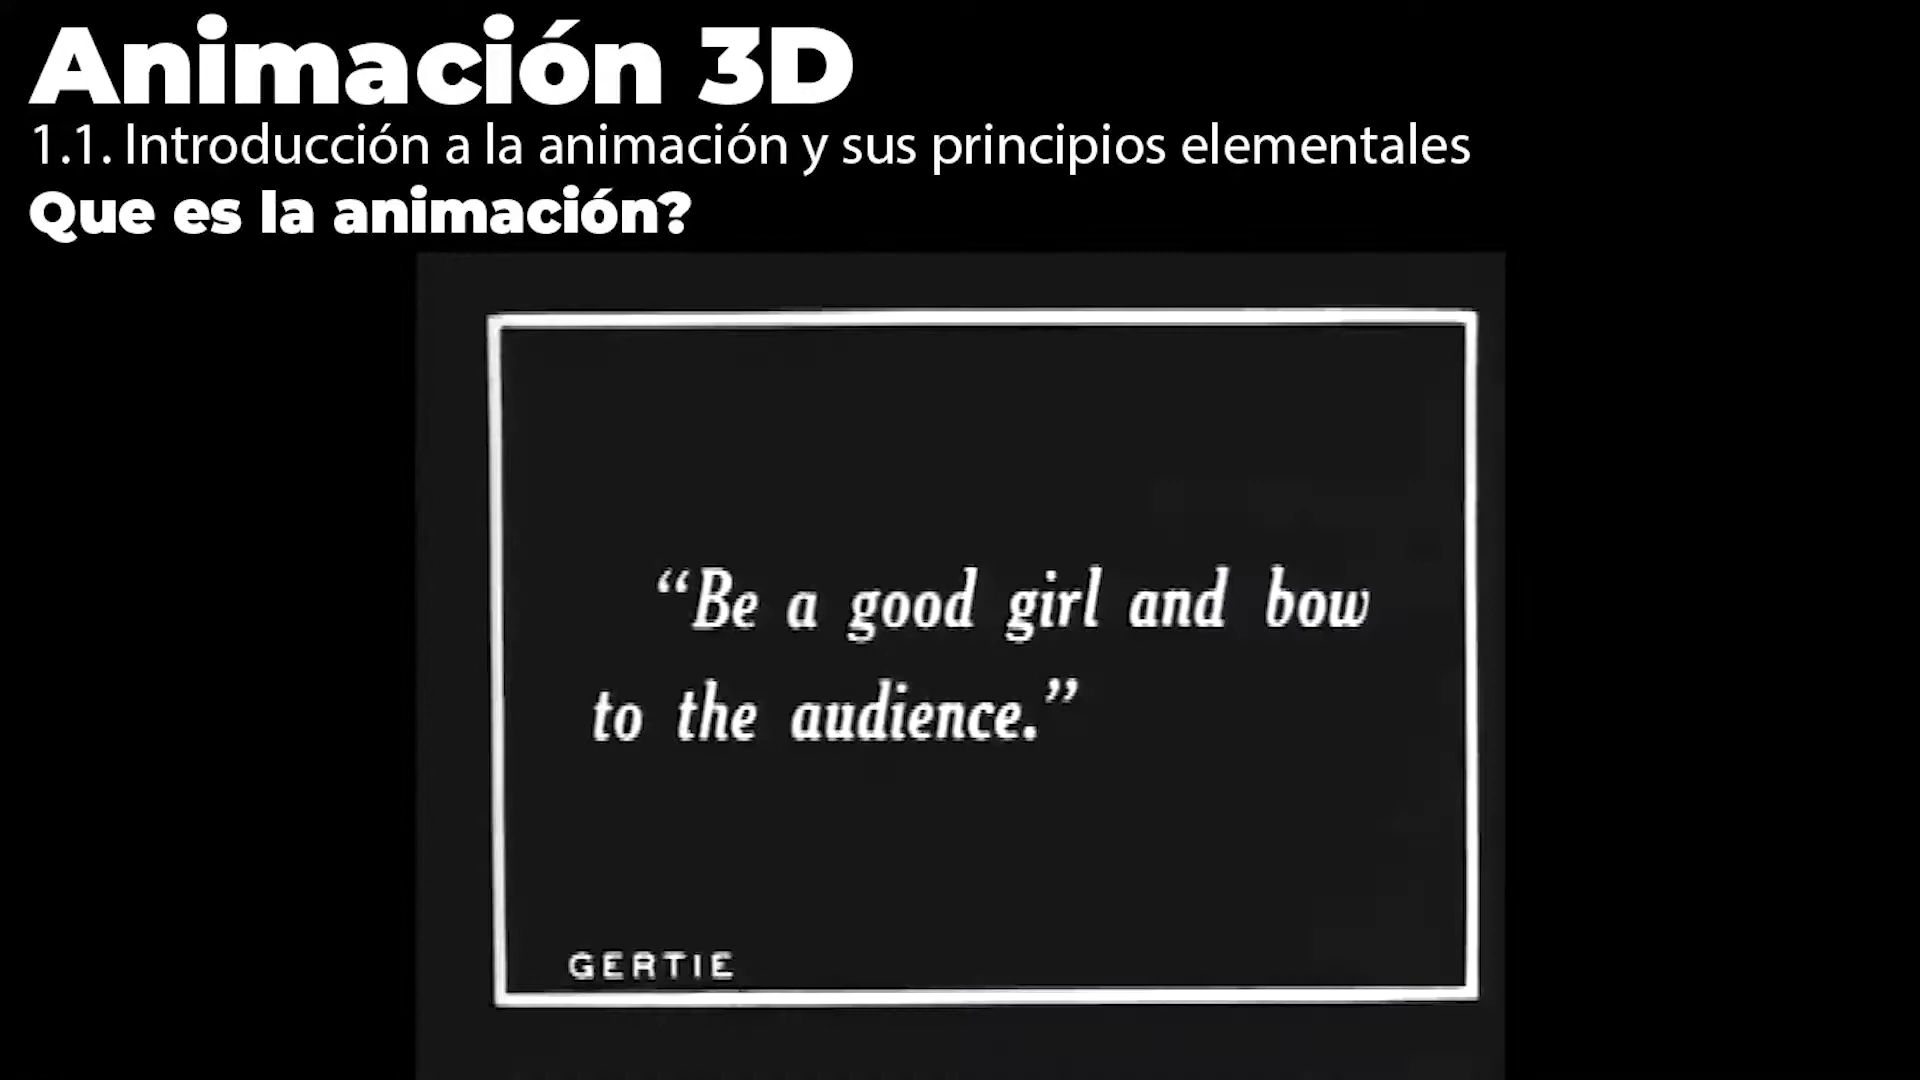 Animación 3D
1.1. Introducción a la animación y sus principios elementales
Que es la animación?
“Be a good girl and bow
to the audience.”
GERTIE